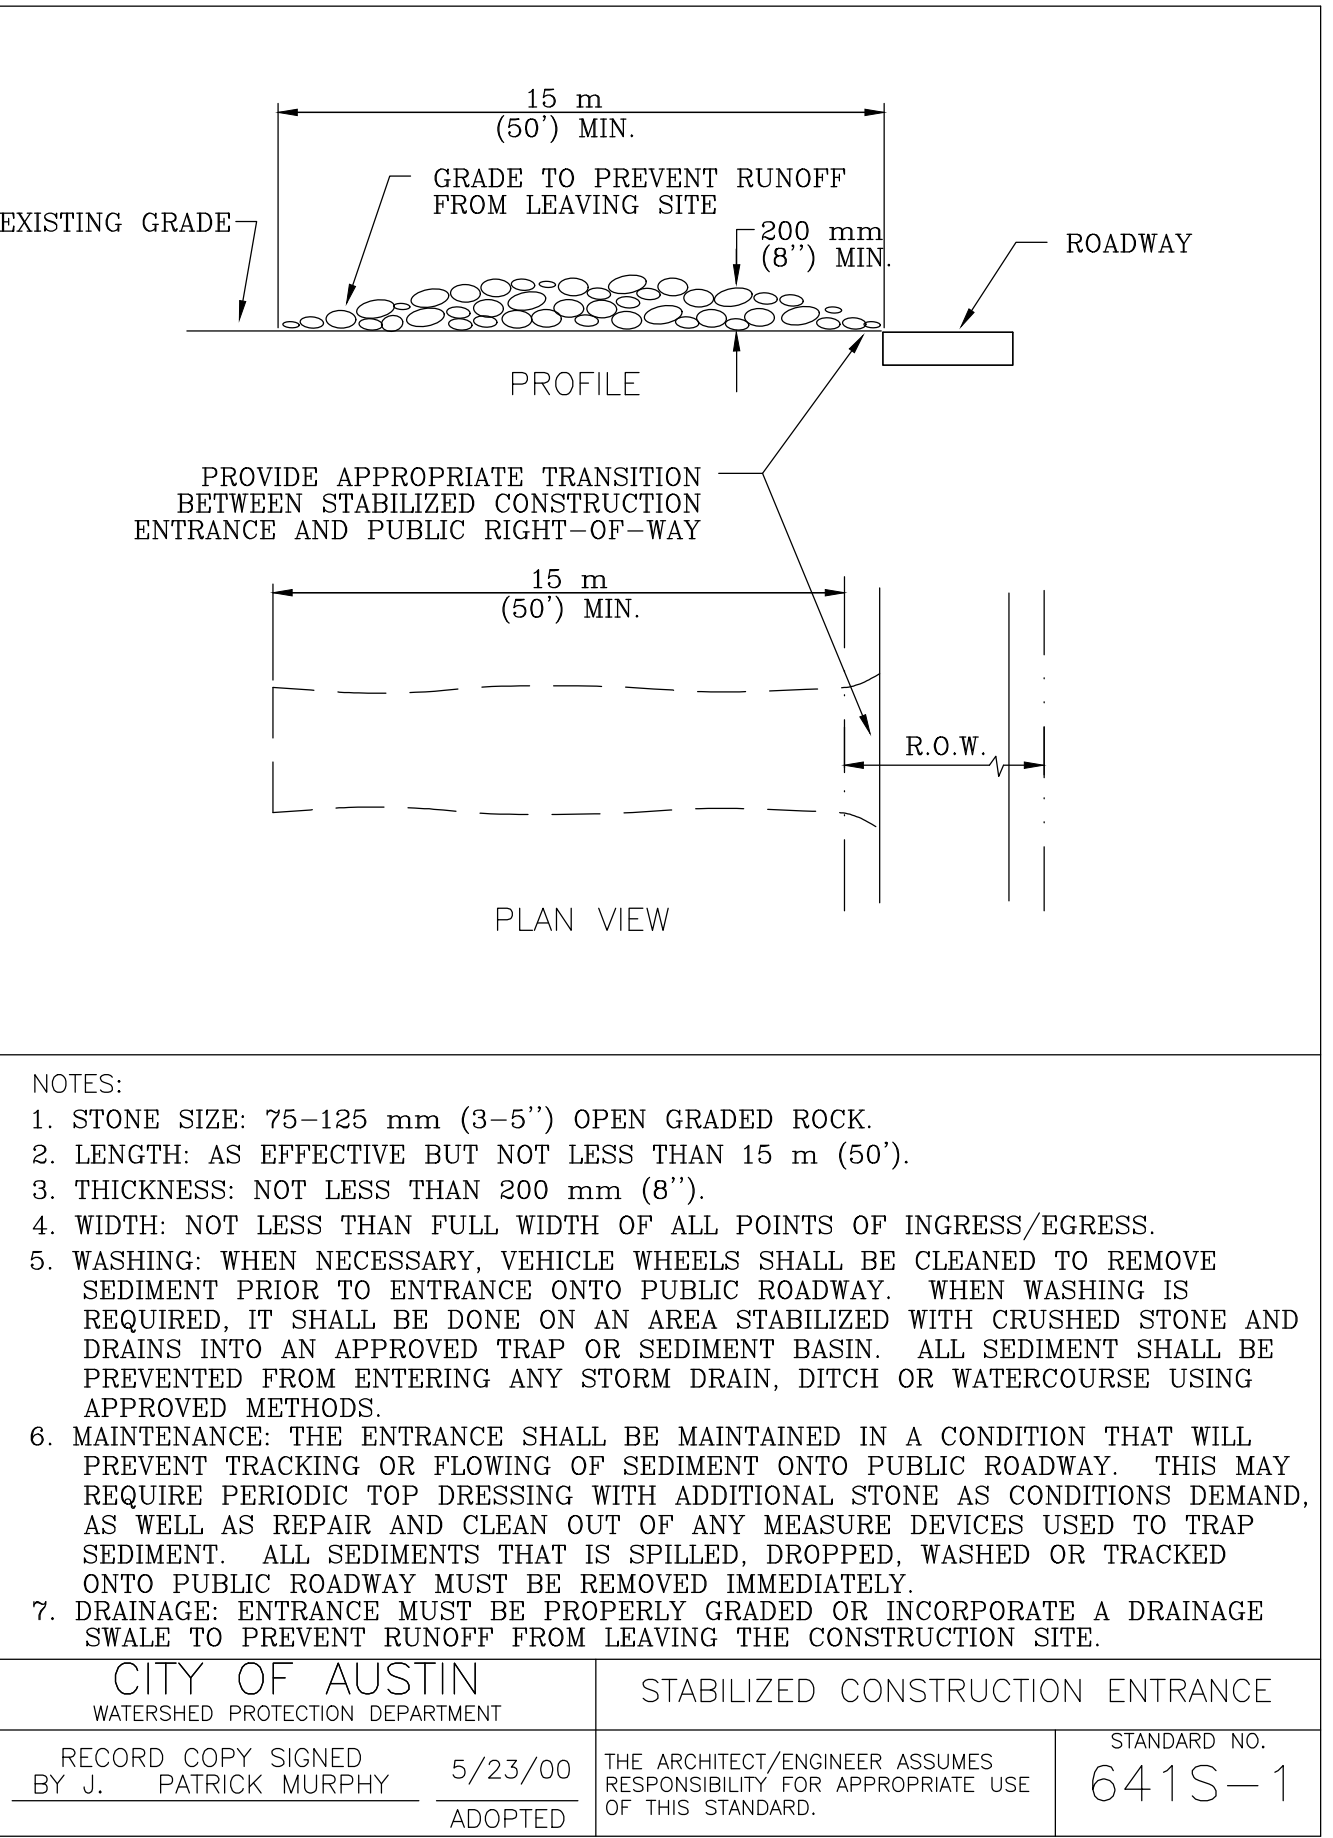 15 m
(50') MIN.
GRADE TO PREVENT RUNOFF
FROM LEAVING SITE
EXISTING GRADE
200 mm
(8'') MIN.
ROADWAY
PROFILE
PROVIDE APPROPRIATE TRANSITION
BETWEEN STABILIZED CONSTRUCTION
ENTRANCE AND PUBLIC RIGHT-OF-WAY
15 m
(50') MIN.
R.O.W.
PLAN VIEW
NOTES:
1. STONE SIZE: 75-125 mm (3-5'') OPEN GRADED ROCK.
2. LENGTH: AS EFFECTIVE BUT NOT LESS THAN 15 m (50').
3. THICKNESS: NOT LESS THAN 200 mm (8'').
4. WIDTH: NOT LESS THAN FULL WIDTH OF ALL POINTS OF INGRESS/EGRESS.
5. WASHING: WHEN NECESSARY, VEHICLE WHEELS SHALL BE CLEANED TO REMOVE
SEDIMENT PRIOR TO ENTRANCE ONTO PUBLIC ROADWAY. WHEN WASHING IS
REQUIRED, IT SHALL BE DONE ON AN AREA STABILIZED WITH CRUSHED STONE AND
DRAINS INTO AN APPROVED TRAP OR SEDIMENT BASIN. ALL SEDIMENT SHALL BE
PREVENTED FROM ENTERING ANY STORM DRAIN, DITCH OR WATERCOURSE USING
APPROVED METHODS.
6. MAINTENANCE: THE ENTRANCE SHALL BE MAINTAINED IN A CONDITION THAT WILL
PREVENT TRACKING OR FLOWING OF SEDIMENT ONTO PUBLIC ROADWAY. THIS MAY
REQUIRE PERIODIC TOP DRESSING WITH ADDITIONAL STONE AS CONDITIONS DEMAND,
AS WELL AS REPAIR AND CLEAN OUT OF ANY MEASURE DEVICES USED TO TRAP
SEDIMENT. ALL SEDIMENTS THAT IS SPILLED, DROPPED, WASHED OR TRACKED
ONTO PUBLIC ROADWAY MUST BE REMOVED IMMEDIATELY.
7. DRAINAGE: ENTRANCE MUST BE PROPERLY GRADED OR INCORPORATE A DRAINAGE
SWALE TO PREVENT RUNOFF FROM LEAVING THE CONSTRUCTION SITE.
CITY OF AUSTIN
WATERSHED PROTECTION DEPARTMENT
STABILIZED CONSTRUCTION ENTRANCE
RECORD COPY SIGNED
BY J. PATRICK MURPHY
5/23/00
ADOPTED
THE ARCHITECT/ENGINEER ASSUMES
RESPONSIBILITY FOR APPROPRIATE USE
OF THIS STANDARD.
STANDARD NO.
641S-1